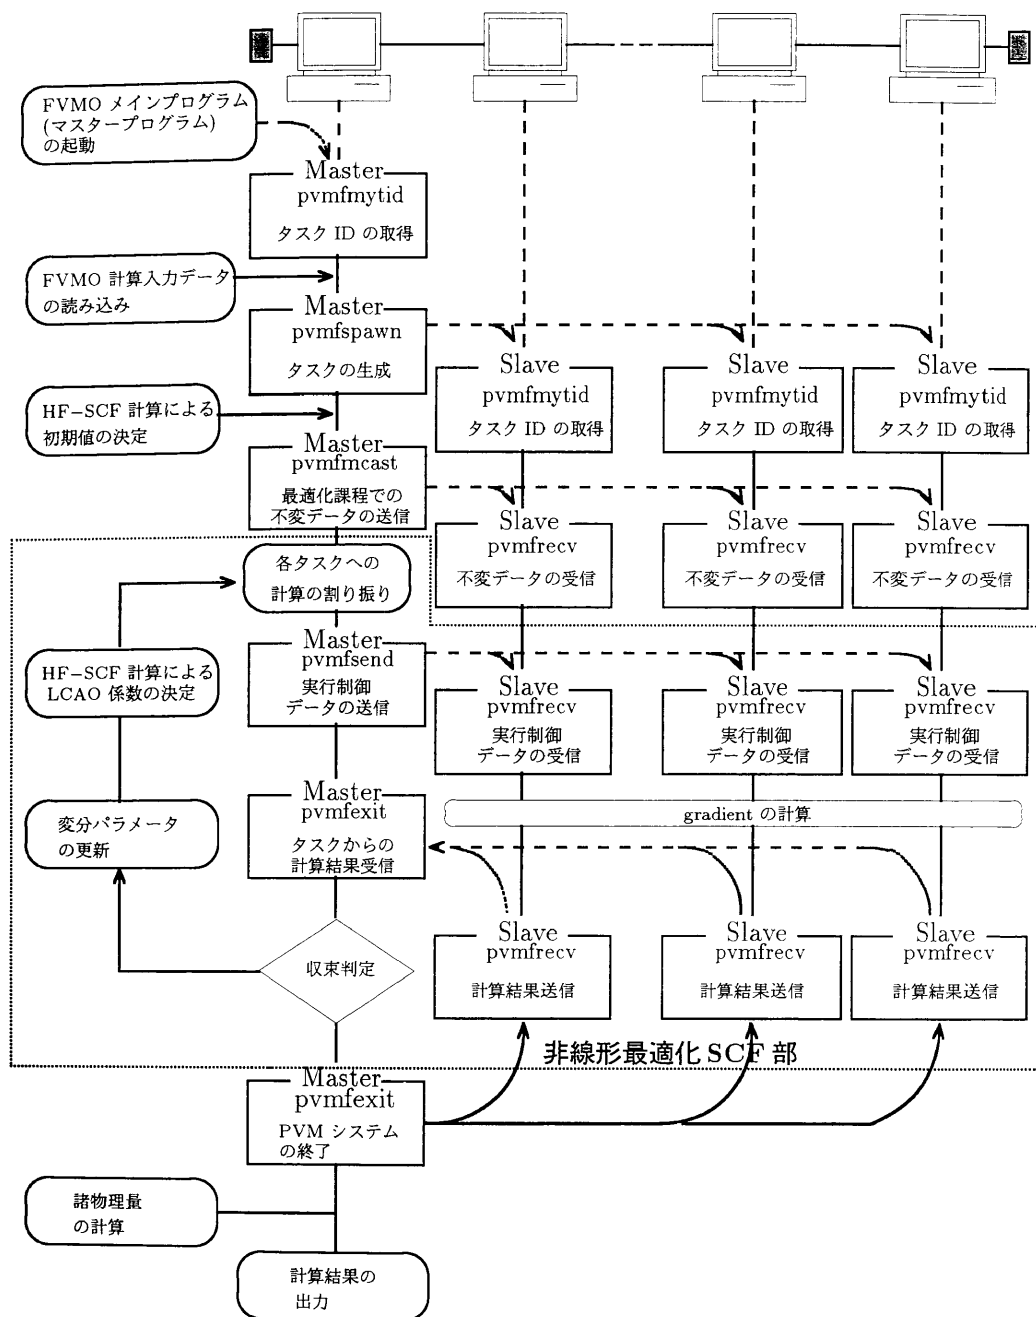 FVMO メインプログラム
(マスタープログラム)
の起動
Master
pvmfmytid
タスク ID の取得
FVMO 計算入力データ
の読み込み
Master
pvmfspawn
タスクの生成
Slave
pvmfmytid
タスク ID の取得
Slave
pvmfmytid
タスク ID の取得
Slave
pvmfmytid
タスク ID の取得
HF−SCF 計算による
初期値の決定
Master
pvmfmcast
最適化課程での
不変データの送信
Slave
pvmfrecv
不変データの受信
Slave
pvmfrecv
不変データの受信
Slave
pvmfrecv
不変データの受信
各タスクへの
計算の割り振り
HF−SCF 計算による
LCAO 係数の決定
Master
pvmfsend
実行制御
データの送信
Slave
pvmfrecv
実行制御
データの受信
Slave
pvmfrecv
実行制御
データの受信
Slave
pvmfrecv
実行制御
データの受信
gradient の計算
変分パラメータ
の更新
Master
pvmfexit
タスクからの
計算結果受信
Slave
pvmfrecv
計算結果送信
Slave
pvmfrecv
計算結果送信
Slave
pvmfrecv
計算結果送信
収束判定
非線形最適化 SCF 部
Master
pvmfexit
PVM システム
の終了
諸物理量
の計算
計算結果の
出力